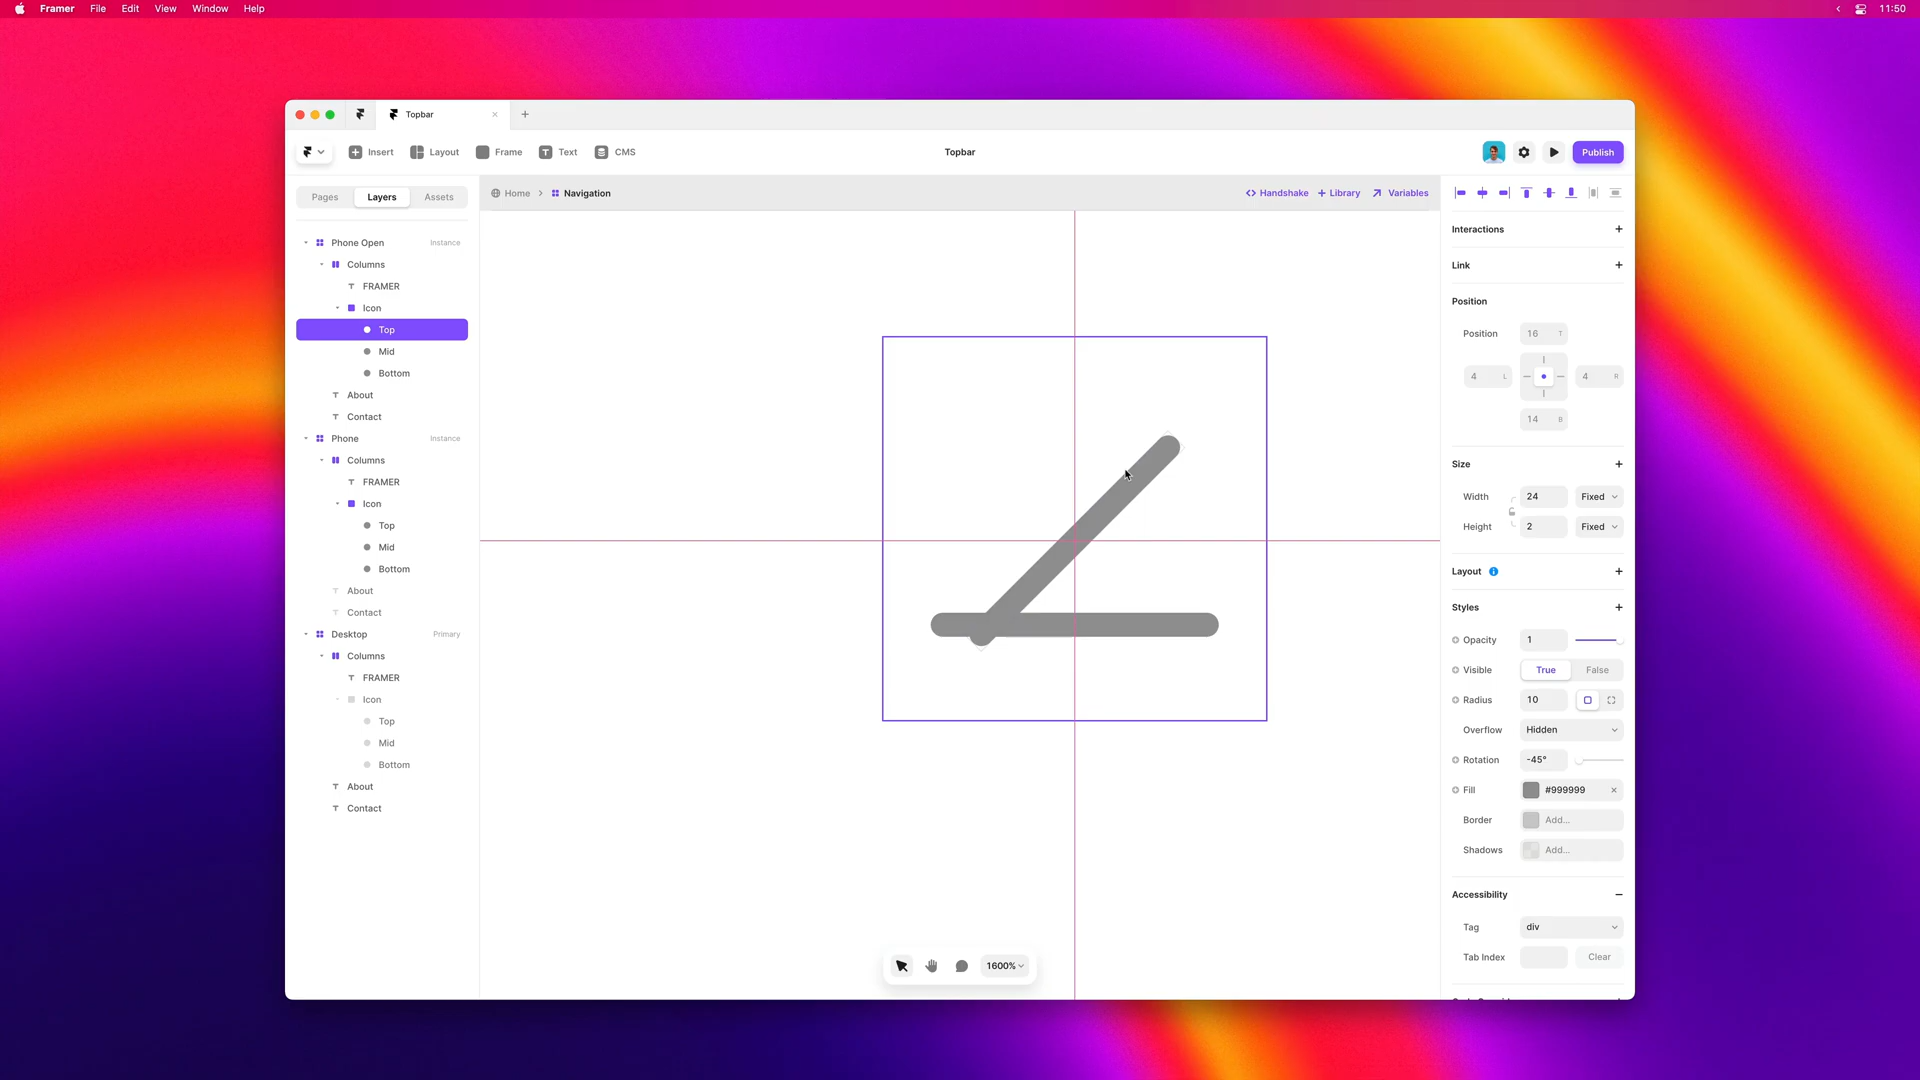 Framer File Edit View Window Help 11:50
Topbar
Insert Layout Frame Text CMS Topbar Publish
Pages Layers Assets
Home Navigation Handshake Library Variables
Phone Open Instance
Columns
FRAMER
Icon
Top
Mid
Bottom
About
Contact
Phone Instance
Columns
FRAMER
Icon
Top
Mid
Bottom
About
Contact
Desktop Primary
Columns
FRAMER
Icon
Top
Mid
Bottom
About
Contact
1600%
Interactions
Link
Position
Position 16 T
4 L 4 R
14 B
Size
Width 24 Fixed
Height 2 Fixed
Layout
Styles
Opacity 1
Visible True False
Radius 10
Overflow Hidden
Rotation -45°
Fill #999999
Border Add...
Shadows Add...
Accessibility
Tag div
Tab Index Clear